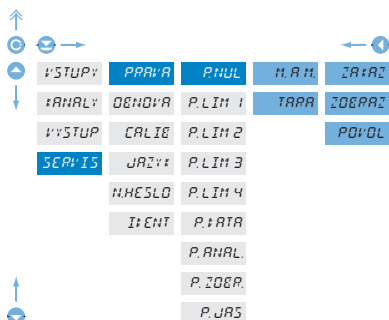 VSTUPY PRAVA P.NUL M.A.M. ZAKAZ
KANALY OBNOVA P.LIM 1 TARA ZOBRAZ
VYSTUP CALIB P.LIM 2 POVOL
SERVIS JAZYK P.LIM 3
N.HESLO P.LIM 4
IDENT P.DATA
P.ANAL.
P.ZOBR.
P.JAS